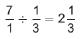 7/1 ÷ 1/3 = 2 1/3